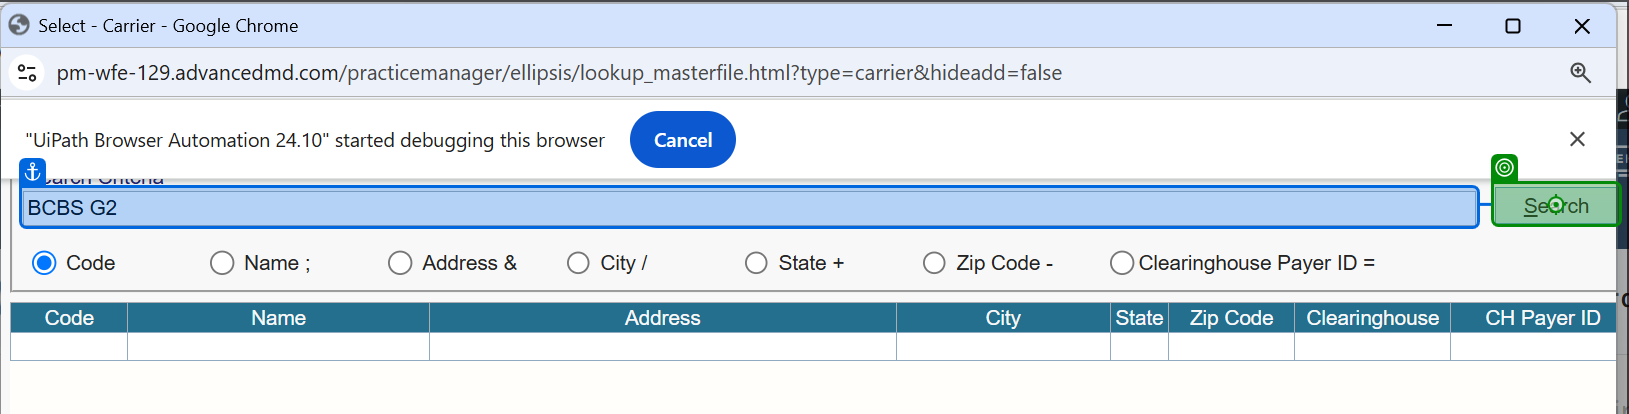 Select - Carrier - Google Chrome
pm-wfe-129.advancedmd.com/practicemanager/ellipsis/lookup_masterfile.html?type=carrier&hideadd=false
"UiPath Browser Automation 24.10" started debugging this browser Cancel
Search Criteria
BCBS G2 Search
Code Name ; Address & City / State + Zip Code - Clearinghouse Payer ID =
Code Name Address City State Zip Code Clearinghouse CH Payer ID